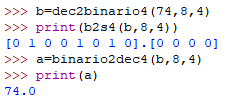 >>> b=dec2binario4(74,8,4)
>>> print(b2s4(b,8,4))
[0 1 0 0 1 0 1 0].[0 0 0 0]
>>> a=binario2dec4(b,8,4)
>>> print(a)
74.0